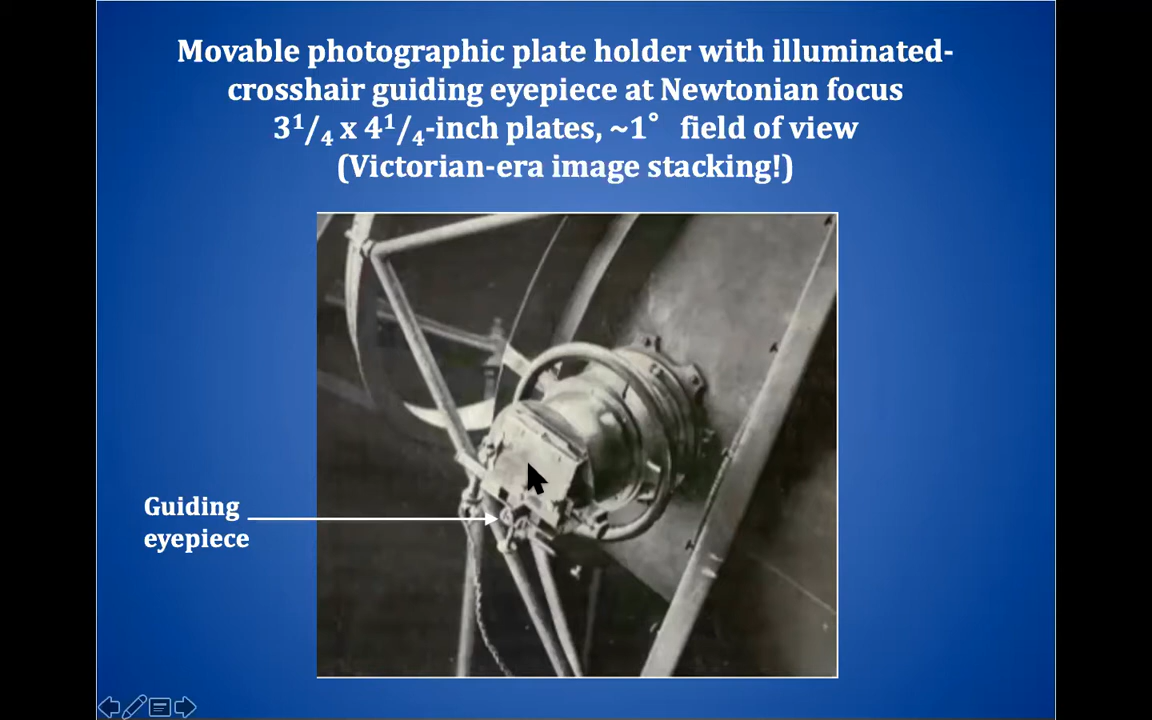 Movable photographic plate holder with illuminated-
crosshair guiding eyepiece at Newtonian focus
3¹/₄ x 4¹/₄-inch plates, ~1° field of view
(Victorian-era image stacking!)
Guiding
eyepiece